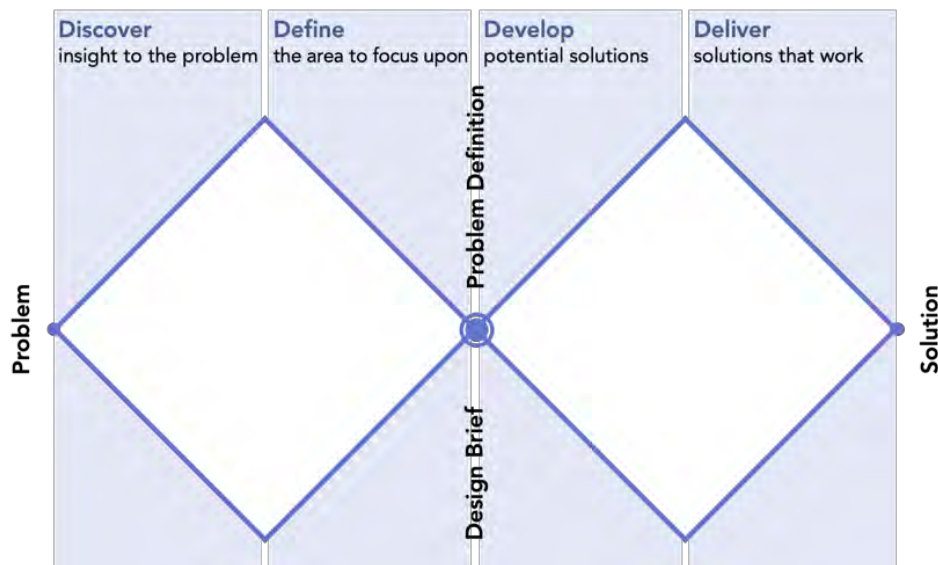 Discover
insight to the problem
Define
the area to focus upon
Develop
potential solutions
Deliver
solutions that work
Problem
Problem Definition
Design Brief
Solution